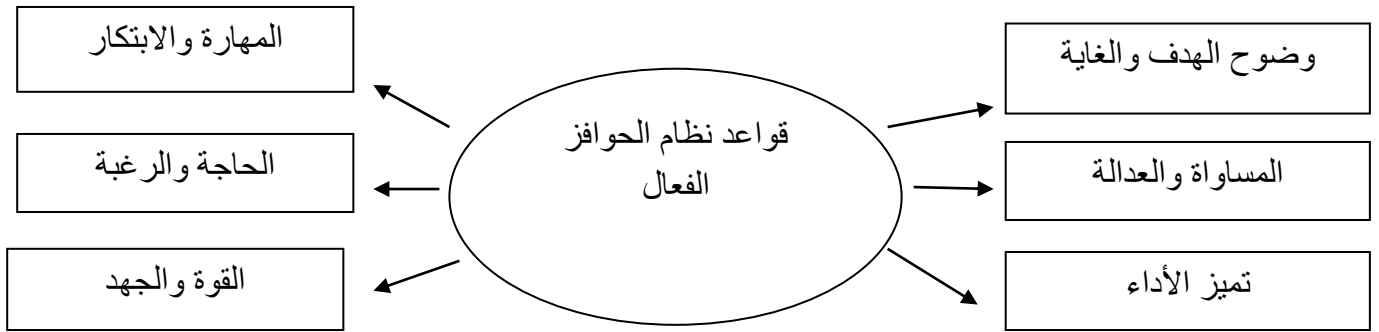 وضوح الهدف والغاية
المهارة والابتكار
قواعد نظام الحوافز
الفعال
المساواة والعدالة
الحاجة والرغبة
تميز الأداء
القوة والجهد